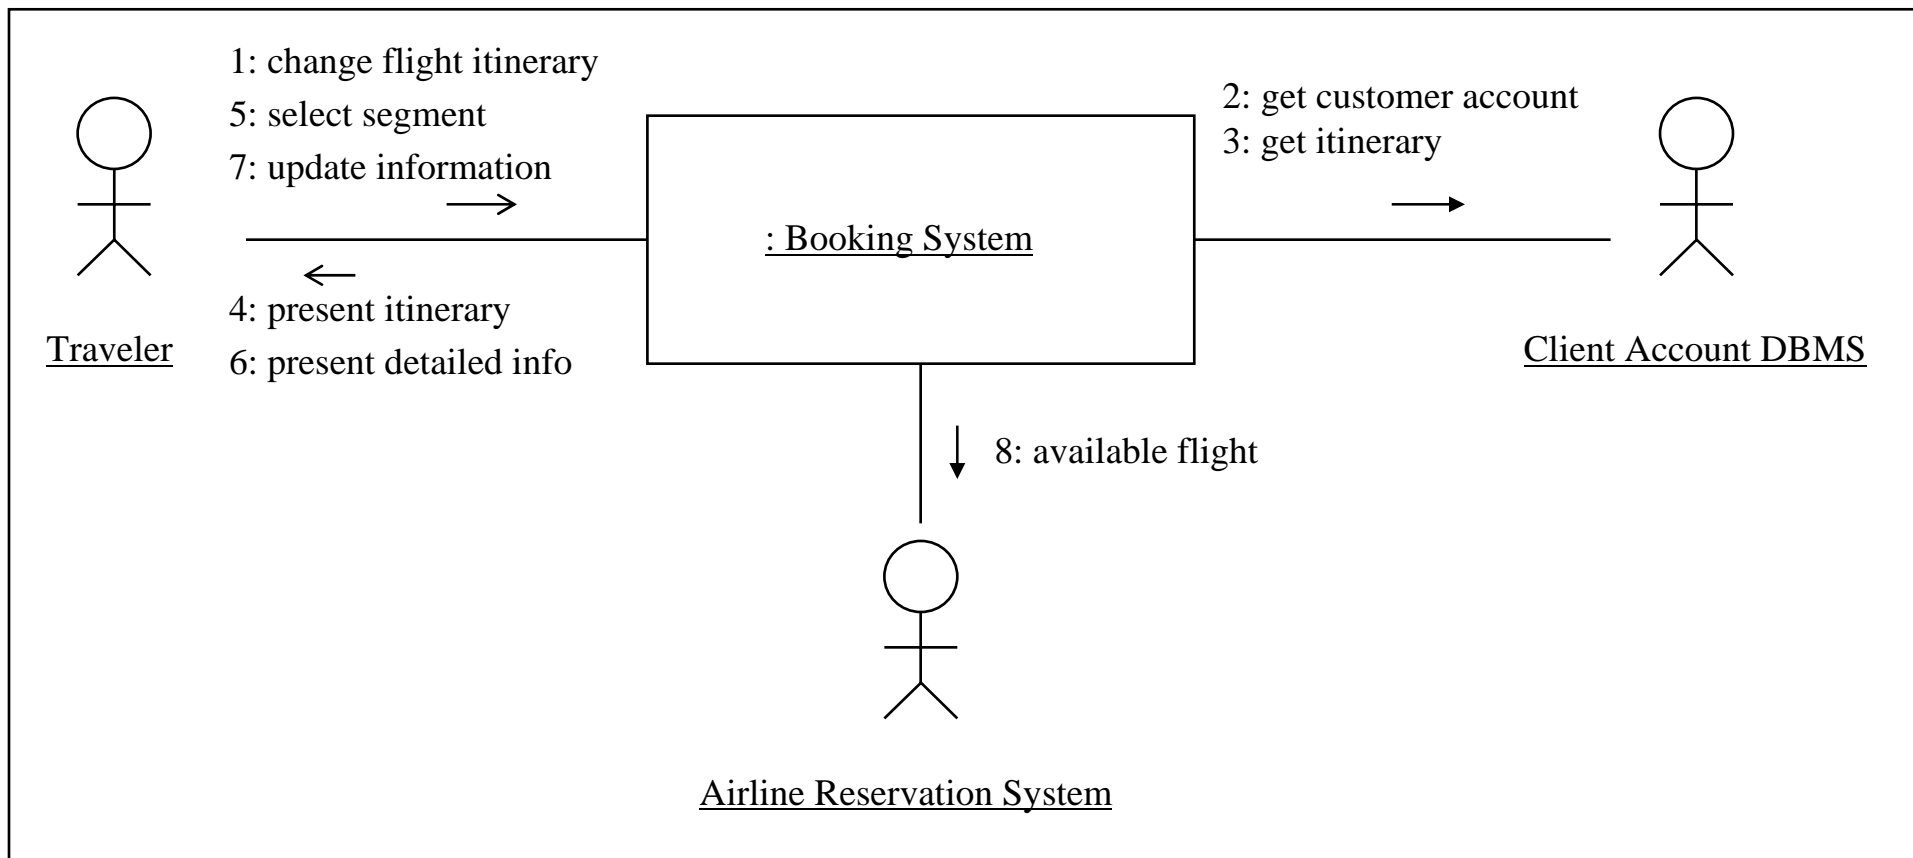 1: change flight itinerary
5: select segment
7: update information
2: get customer account
3: get itinerary
: Booking System
4: present itinerary
6: present detailed info
Traveler
Client Account DBMS
8: available flight
Airline Reservation System